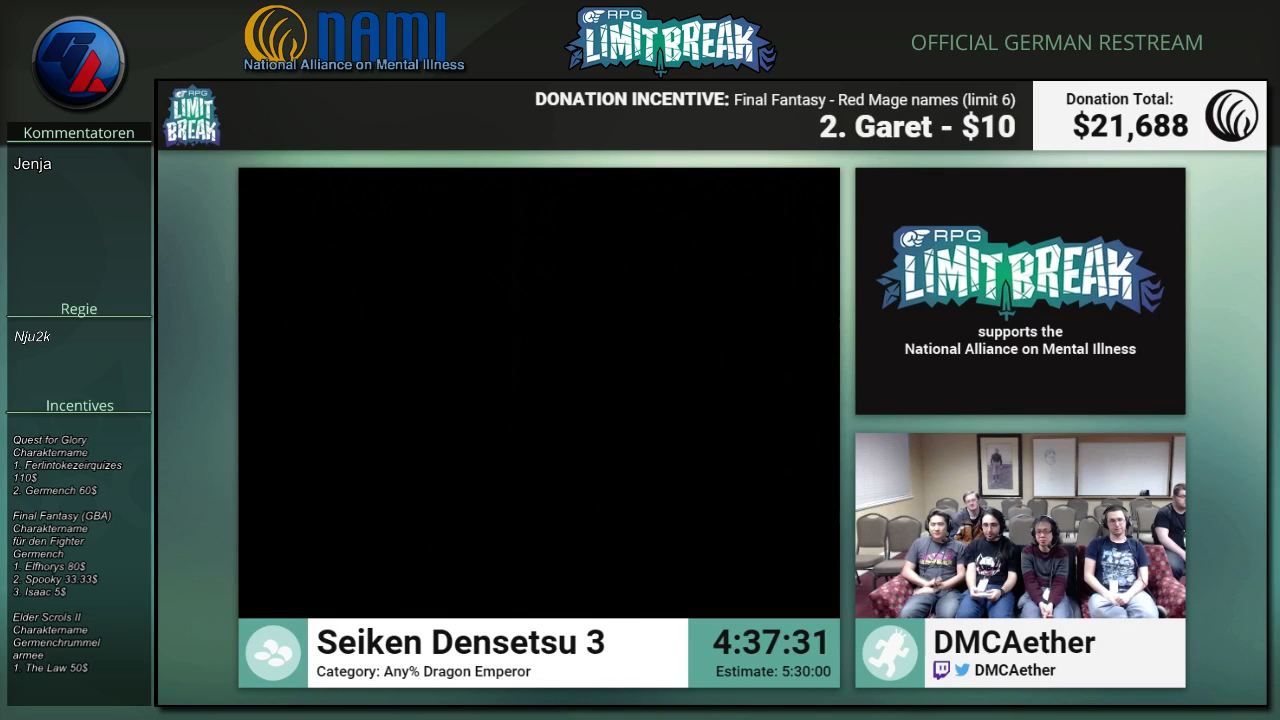 NAMI
National Alliance on Mental Illness
RPG
LIMIT BREAK
OFFICIAL GERMAN RESTREAM
Kommentatoren
Jenja
Regie
Nju2k
Incentives
Quest for Glory
Charaktername
1. Ferlintokezeirquizes
110$
2. Germench 60$
Final Fantasy (GBA)
Charaktername
für den Fighter
Germench
1. Elfhorys 80$
2. Spooky 33.33$
3. Isaac 5$
Elder Scrols II
Charaktername
Germenchrummel
armee
1. The Law 50$
RPG
LIMIT
BREAK
DONATION INCENTIVE: Final Fantasy - Red Mage names (limit 6)
2. Garet - $10
Donation Total:
$21,688
RPG
LIMIT BREAK
supports the
National Alliance on Mental Illness
Seiken Densetsu 3
Category: Any% Dragon Emperor
4:37:31
Estimate: 5:30:00
DMCAether
DMCAether